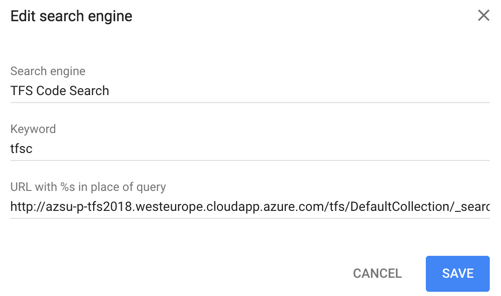 Edit search engine
Search engine
TFS Code Search
Keyword
tfsc
URL with %s in place of query
http://azsu-p-tfs2018.westeurope.cloudapp.azure.com/tfs/DefaultCollection/_searc
CANCEL SAVE